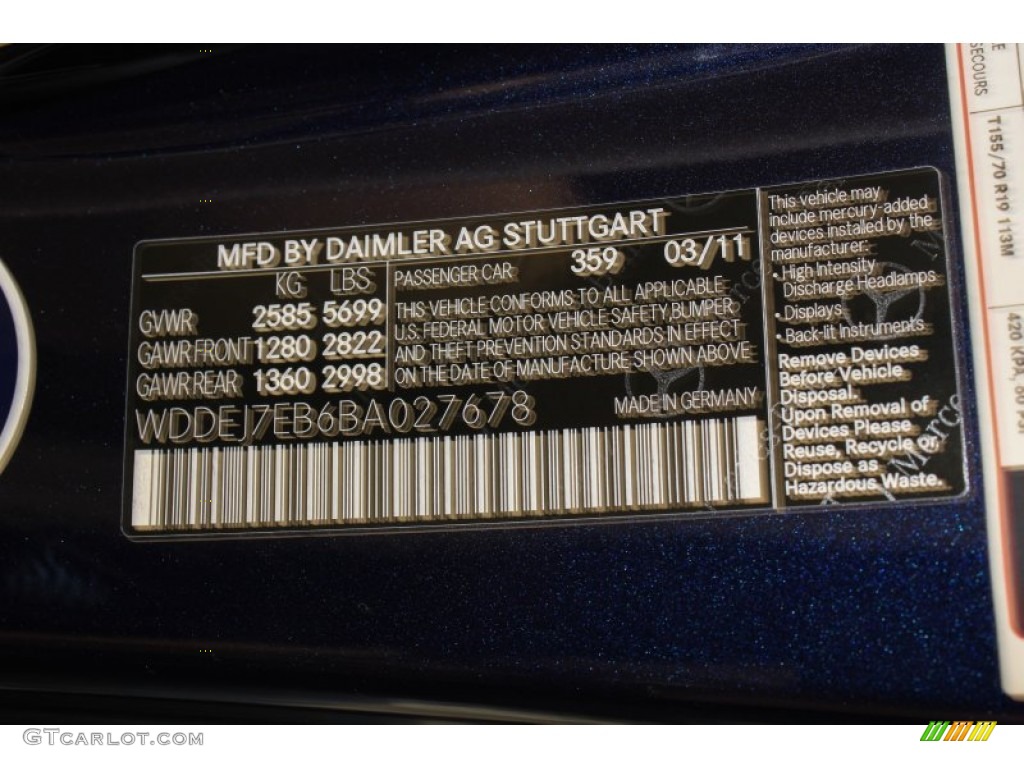 MFD BY DAIMLER AG STUTTGART
KG LBS
GVWR 2585 5699
GAWR FRONT 1280 2822
GAWR REAR 1360 2998
PASSENGER CAR 359 03/11
THIS VEHICLE CONFORMS TO ALL APPLICABLE
U.S. FEDERAL MOTOR VEHICLE SAFETY, BUMPER
AND THEFT PREVENTION STANDARDS IN EFFECT
ON THE DATE OF MANUFACTURE SHOWN ABOVE
WDDEJ7EB6BA027678
MADE IN GERMANY
This vehicle may
include mercury-added
devices installed by the
manufacturer:
• High Intensity
Discharge Headlamps
• Displays
• Back-lit Instruments
Remove Devices
Before Vehicle
Disposal.
Upon Removal of
Devices Please
Reuse, Recycle or
Dispose as
Hazardous Waste.
SECOURS
T155/70 R19 113M
420 KPA, 60 PSI
GTCARLOT.COM